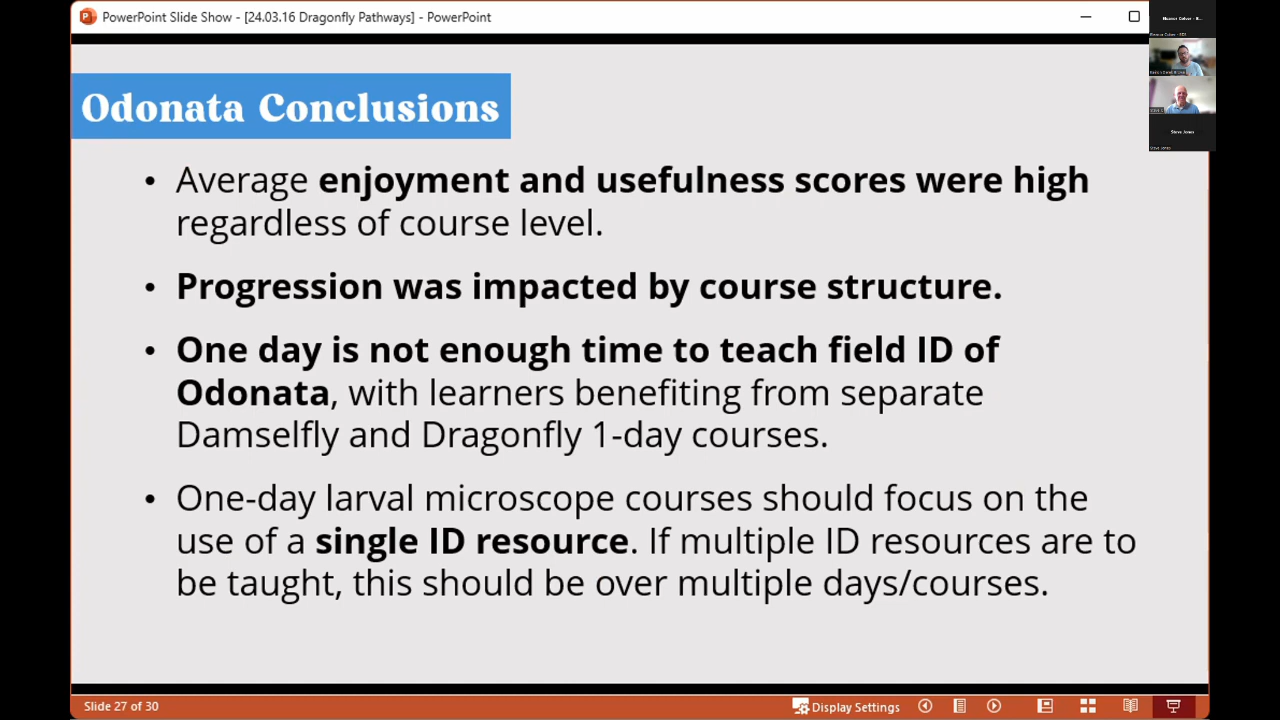 PowerPoint Slide Show - [24.03.16 Dragonfly Pathways] - PowerPoint
Odonata Conclusions
• Average enjoyment and usefulness scores were high
regardless of course level.
• Progression was impacted by course structure.
• One day is not enough time to teach field ID of
Odonata, with learners benefiting from separate
Damselfly and Dragonfly 1-day courses.
• One-day larval microscope courses should focus on the
use of a single ID resource. If multiple ID resources are to
be taught, this should be over multiple days/courses.
Steve Jones
Steve Jones
Slide 27 of 30
Display Settings